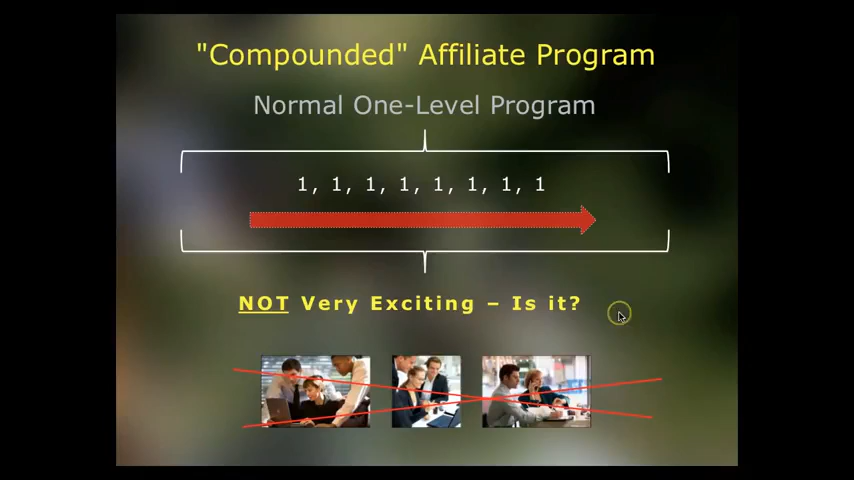 "Compounded" Affiliate Program
Normal One-Level Program
1, 1, 1, 1, 1, 1, 1, 1
NOT Very Exciting – Is it?